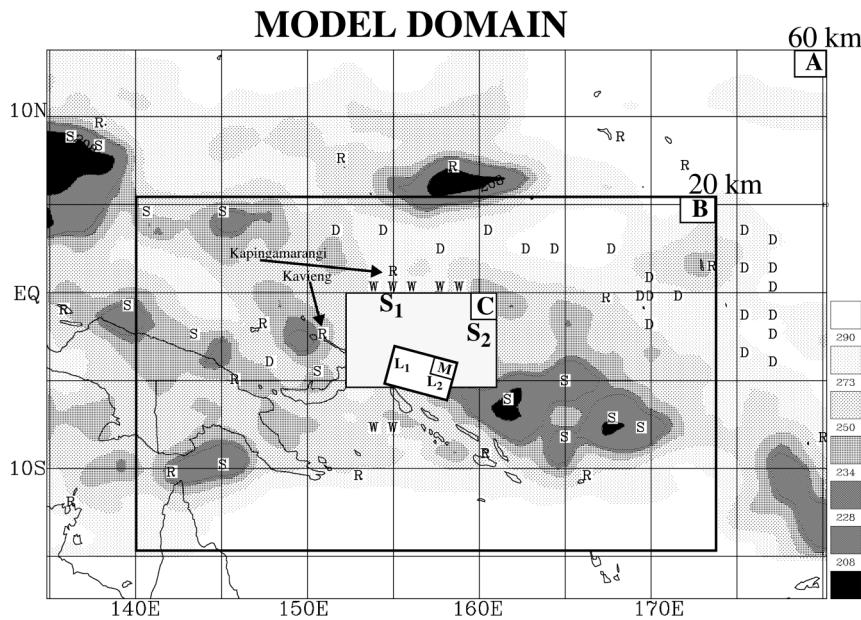 MODEL DOMAIN
60 km
A
10N
R
S
S
R
R
R
R
20 km
B
S
S
D
D
D
D
D
D
D
D
D
Kapingamarangi
R
D
D
R
Kavieng
D
W W W W W
R
D D D
EQ
S
R
S1
C
D
D
R
R
S
D
D
S2
S
D
S
D
D
L1
M
L2
R
S
S
S
S
S
S
W W
R
R
S
R
R
R
R
10S
290
273
250
234
228
208
140E
150E
160E
170E